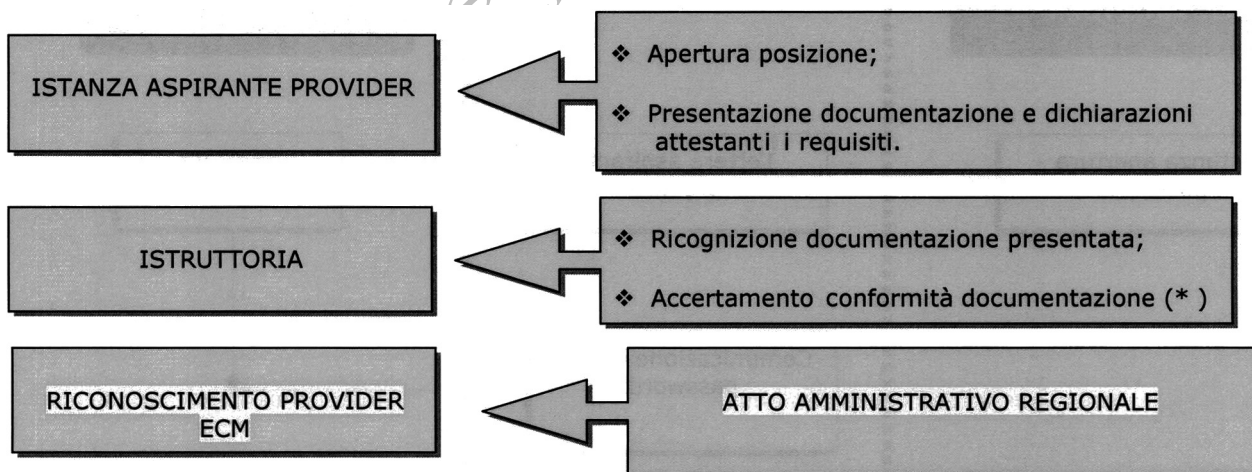 ISTANZA ASPIRANTE PROVIDER
❖ Apertura posizione;
❖ Presentazione documentazione e dichiarazioni
attestanti i requisiti.
ISTRUTTORIA
❖ Ricognizione documentazione presentata;
❖ Accertamento conformità documentazione (* )
RICONOSCIMENTO PROVIDER
ECM
ATTO AMMINISTRATIVO REGIONALE